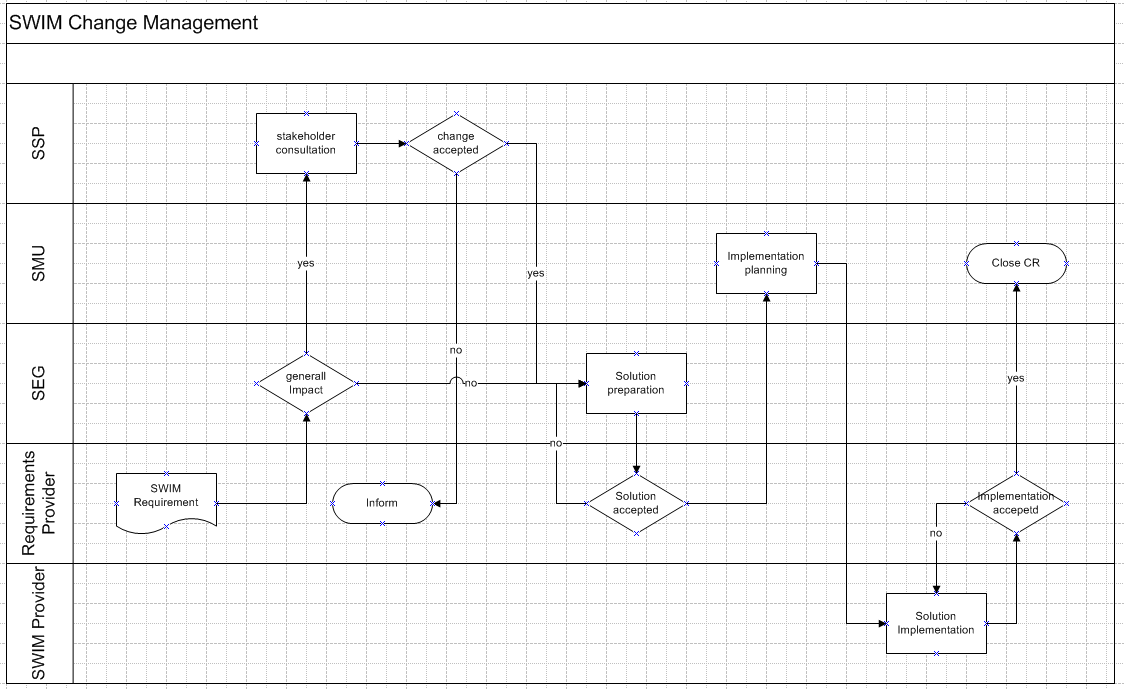 SWIM Change Management
SSP
stakeholder
consultation
change
accepted
yes
no
yes
SMU
Implementation
planning
Close CR
SEG
generall
Impact
no
Solution
preparation
no
yes
Requirements
Provider
SWIM
Requirement
Inform
Solution
accepted
Implementation
accepetd
no
SWIM Provider
Solution
Implementation